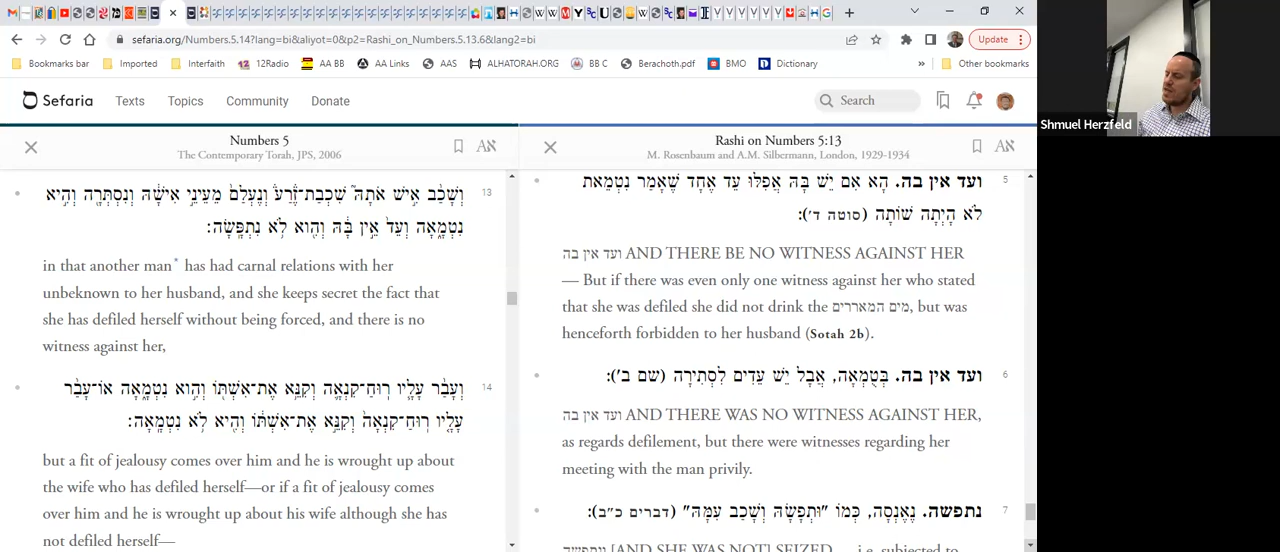 sefaria.org/Numbers.5.14?lang=bi&aliyot=0&p2=Rashi_on_Numbers.5.13.6&lang2=bi
Update
Bookmarks bar Imported Interfaith 12Radio AA BB AA Links AAS ALHATORAH.ORG BB C Berachoth.pdf BMO Dictionary » Other bookmarks
Sefaria Texts Topics Community Donate Search
Shmuel Herzfeld
Numbers 5
The Contemporary Torah, JPS, 2006
13
וְשָׁכַ֨ב אִ֣ישׁ אֹתָהּ֮ שִׁכְבַת־זֶ֒רַע֒ וְנֶעְלַם֙ מֵעֵינֵ֣י אִישָׁ֔הּ וְנִסְתְּרָ֖ה וְהִ֣יא
נִטְמָ֑אָה וְעֵד֙ אֵ֣ין בָּ֔הּ וְהִ֖וא לֹ֥א נִתְפָּֽשָׂה׃
in that another man* has had carnal relations with her
unbeknown to her husband, and she keeps secret the fact that
she has defiled herself without being forced, and there is no
witness against her,
14
וְעָבַ֨ר עָלָ֧יו רֽוּחַ־קִנְאָ֛ה וְקִנֵּ֥א אֶת־אִשְׁתּ֖וֹ וְהִ֣וא נִטְמָ֑אָה אוֹ־עָבַ֨ר
עָלָ֤יו רֽוּחַ־קִנְאָה֙ וְקִנֵּ֣א אֶת־אִשְׁתּ֔וֹ וְהִ֖יא לֹ֥א נִטְמָֽאָה׃
but a fit of jealousy comes over him and he is wrought up about
the wife who has defiled herself—or if a fit of jealousy comes
over him and he is wrought up about his wife although she has
not defiled herself—
Rashi on Numbers 5:13
M. Rosenbaum and A.M. Silbermann, London, 1929-1934
5
ועד אין בה. הָא אִם יֵשׁ בָּהּ אֲפִלּוּ עֵד אֶחָד שֶׁאָמַר נִטְמֵאת
לֹא הָיְתָה שׁוֹתָה (סוטה ד'):
ועד אין בה AND THERE BE NO WITNESS AGAINST HER
— But if there was even only one witness against her who stated
that she was defiled she did not drink the מים המאררים, but was
henceforth forbidden to her husband (Sotah 2b).
6
ועד אין בה. בְּטֻמְאָה, אֲבָל יֵשׁ עֵדִים לִסְתִירָה (שם ב'):
ועד אין בה AND THERE WAS NO WITNESS AGAINST HER,
as regards defilement, but there were witnesses regarding her
meeting with the man privily.
7
נתפשה. נֶאֱנְסָה, כְּמוֹ "וּתְפָשָׂהּ וְשָׁכַב עִמָּהּ" (דברים כ"ב):
ונתפשה [AND SHE WAS NOT] SEIZED — i.e. subjected to